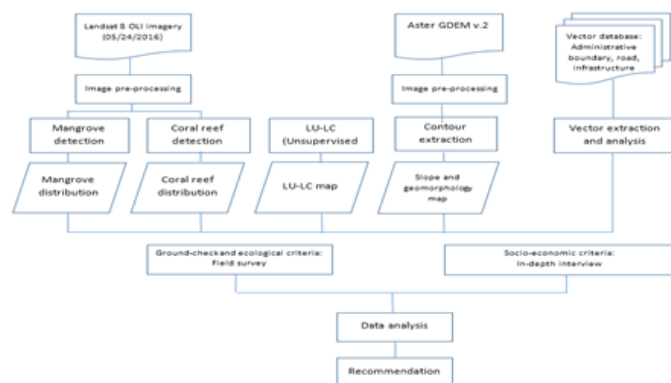 Landsat 8 OLI imagery
(05/24/2016)
Aster GDEM v.2
Vector database:
Administrative
boundary, road,
infrastructure
Image pre-processing
Image pre-processing
Mangrove
detection
Coral reef
detection
LU-LC
(Unsupervised
Contour
extraction
Vector extraction
and analysis
Mangrove
distribution
Coral reef
distribution
LU-LC map
Slope and
geomorphology
map
Ground-checkand ecological criteria:
Field survey
Socio-economic criteria:
In-depth interview
Data analysis
Recommendation